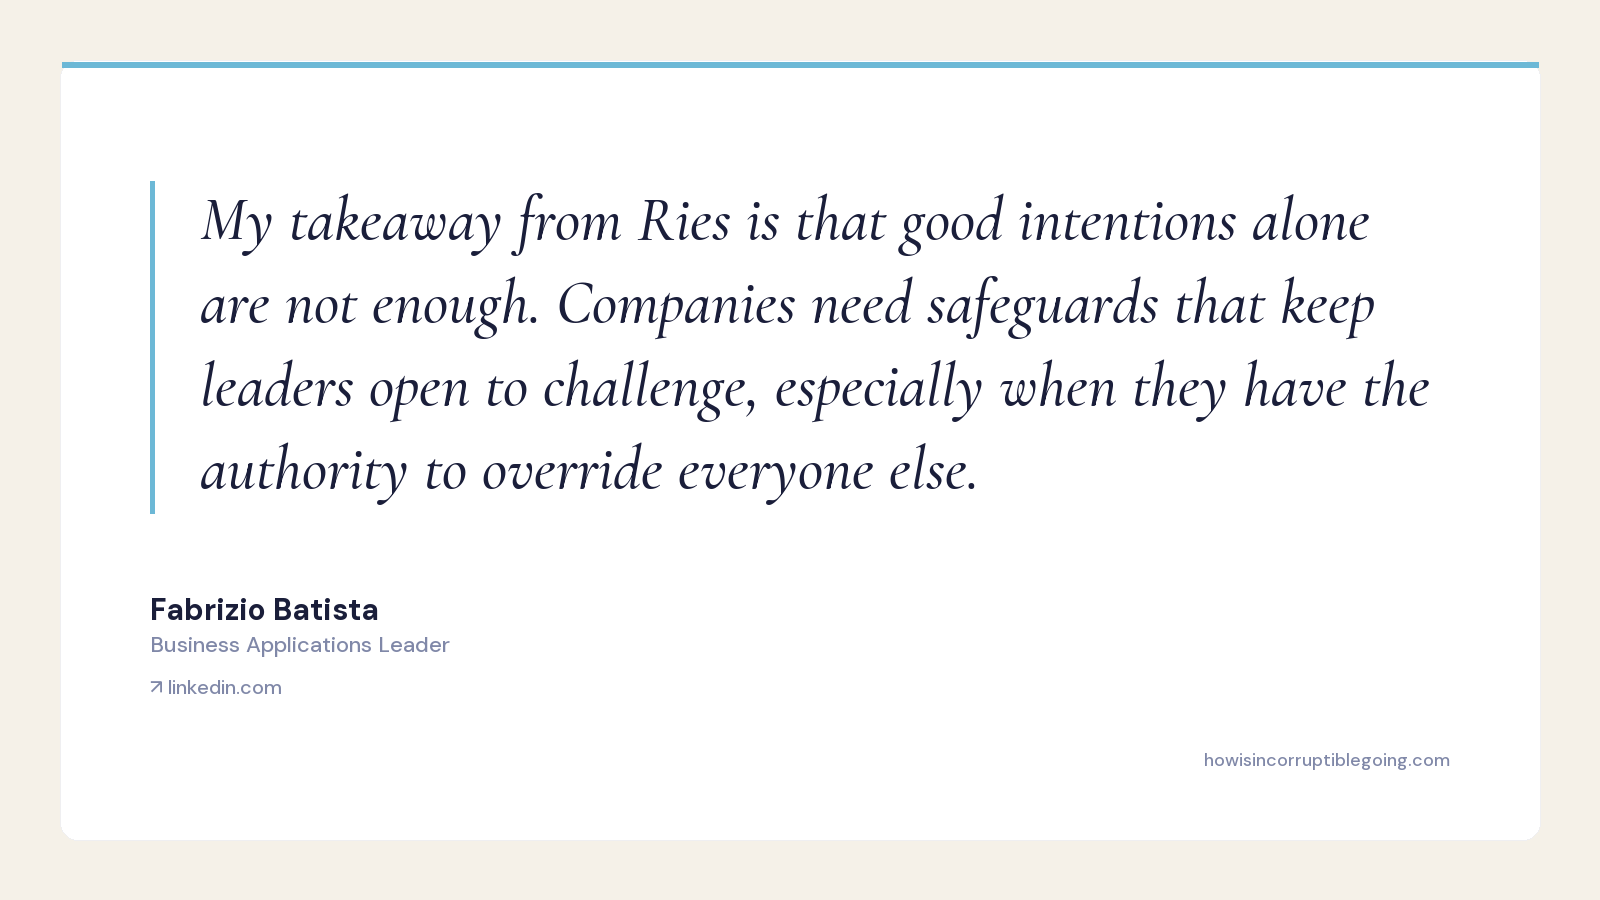 My takeaway from Ries is that good intentions alone
are not enough. Companies need safeguards that keep
leaders open to challenge, especially when they have the
authority to override everyone else.
Fabrizio Batista
Business Applications Leader
linkedin.com
howisincorruptiblegoing.com